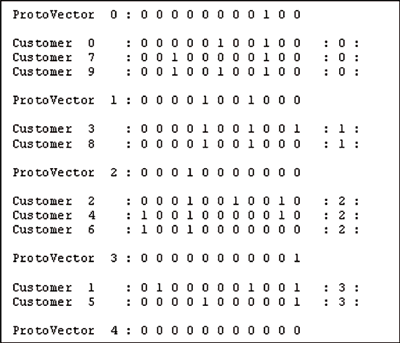 ProtoVector 0 : 0 0 0 0 0 0 0 0 1 0 0
Customer 0 : 0 0 0 0 0 1 0 0 1 0 0 : 0 :
Customer 7 : 0 0 1 0 0 0 0 0 1 0 0 : 0 :
Customer 9 : 0 0 1 0 0 1 0 0 1 0 0 : 0 :
ProtoVector 1 : 0 0 0 0 1 0 0 1 0 0 0
Customer 3 : 0 0 0 0 1 0 0 1 0 0 1 : 1 :
Customer 8 : 0 0 0 0 1 0 0 1 0 0 0 : 1 :
ProtoVector 2 : 0 0 0 1 0 0 0 0 0 0 0
Customer 2 : 0 0 0 1 0 0 1 0 0 1 0 : 2 :
Customer 4 : 1 0 0 1 0 0 0 0 0 1 0 : 2 :
Customer 6 : 1 0 0 1 0 0 0 0 0 0 0 : 2 :
ProtoVector 3 : 0 0 0 0 0 0 0 0 0 0 1
Customer 1 : 0 1 0 0 0 0 0 1 0 0 1 : 3 :
Customer 5 : 0 0 0 0 1 0 0 0 0 0 1 : 3 :
ProtoVector 4 : 0 0 0 0 0 0 0 0 0 0 0